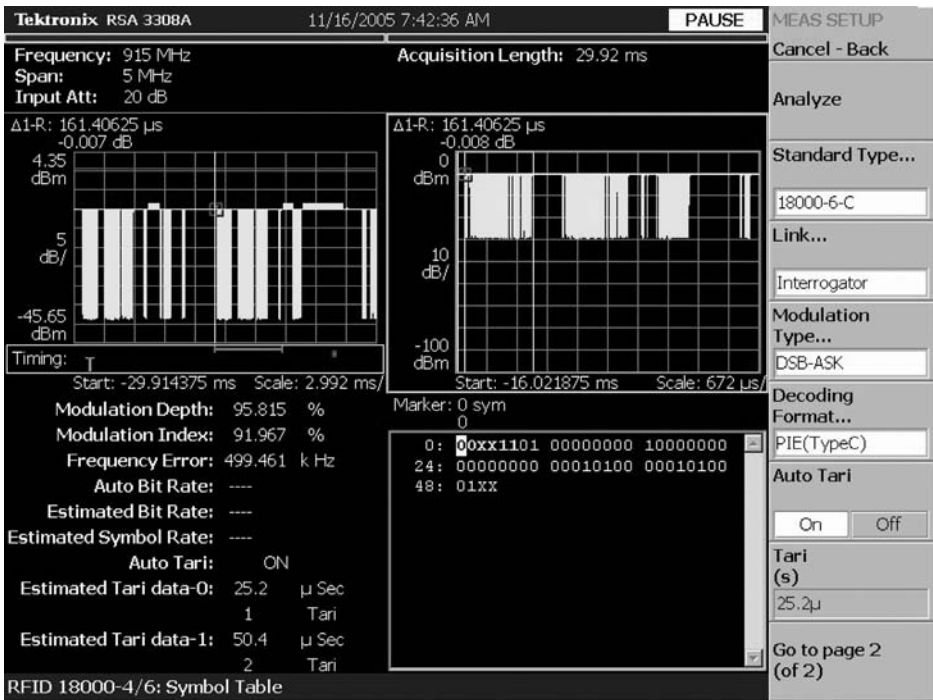 Tektronix RSA 3308A 11/16/2005 7:42:36 AM PAUSE
Frequency: 915 MHz
Span: 5 MHz
Input Att: 20 dB
Acquisition Length: 29.92 ms
Δ1-R: 161.40625 µs
-0.007 dB
4.35
dBm
5
dB/
-45.65
dBm
Timing: T
Start: -29.914375 ms Scale: 2.992 ms/
Δ1-R: 161.40625 µs
-0.008 dB
0
dBm
10
dB/
-100
dBm
Start: -16.021875 ms Scale: 672 µs/
Modulation Depth: 95.815 %
Modulation Index: 91.967 %
Frequency Error: 499.461 k Hz
Auto Bit Rate: ----
Estimated Bit Rate: ----
Estimated Symbol Rate: ----
Auto Tari: ON
Estimated Tari data-0: 25.2 µ Sec
1 Tari
Estimated Tari data-1: 50.4 µ Sec
2 Tari
Marker: 0 sym
0
0: 00XX1101 00000000 10000000
24: 00000000 00010100 00010100
48: 01XX
RFID 18000-4/6: Symbol Table
MEAS SETUP
Cancel - Back
Analyze
Standard Type...
18000-6-C
Link...
Interrogator
Modulation
Type...
DSB-ASK
Decoding
Format...
PIE(TypeC)
Auto Tari
On Off
Tari
(s)
25.2µ
Go to page 2
(of 2)